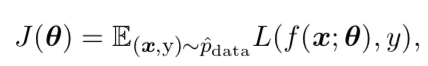 J(θ) = 𝔼_{(x,y)∼p̂_data} L(f(x; θ), y),